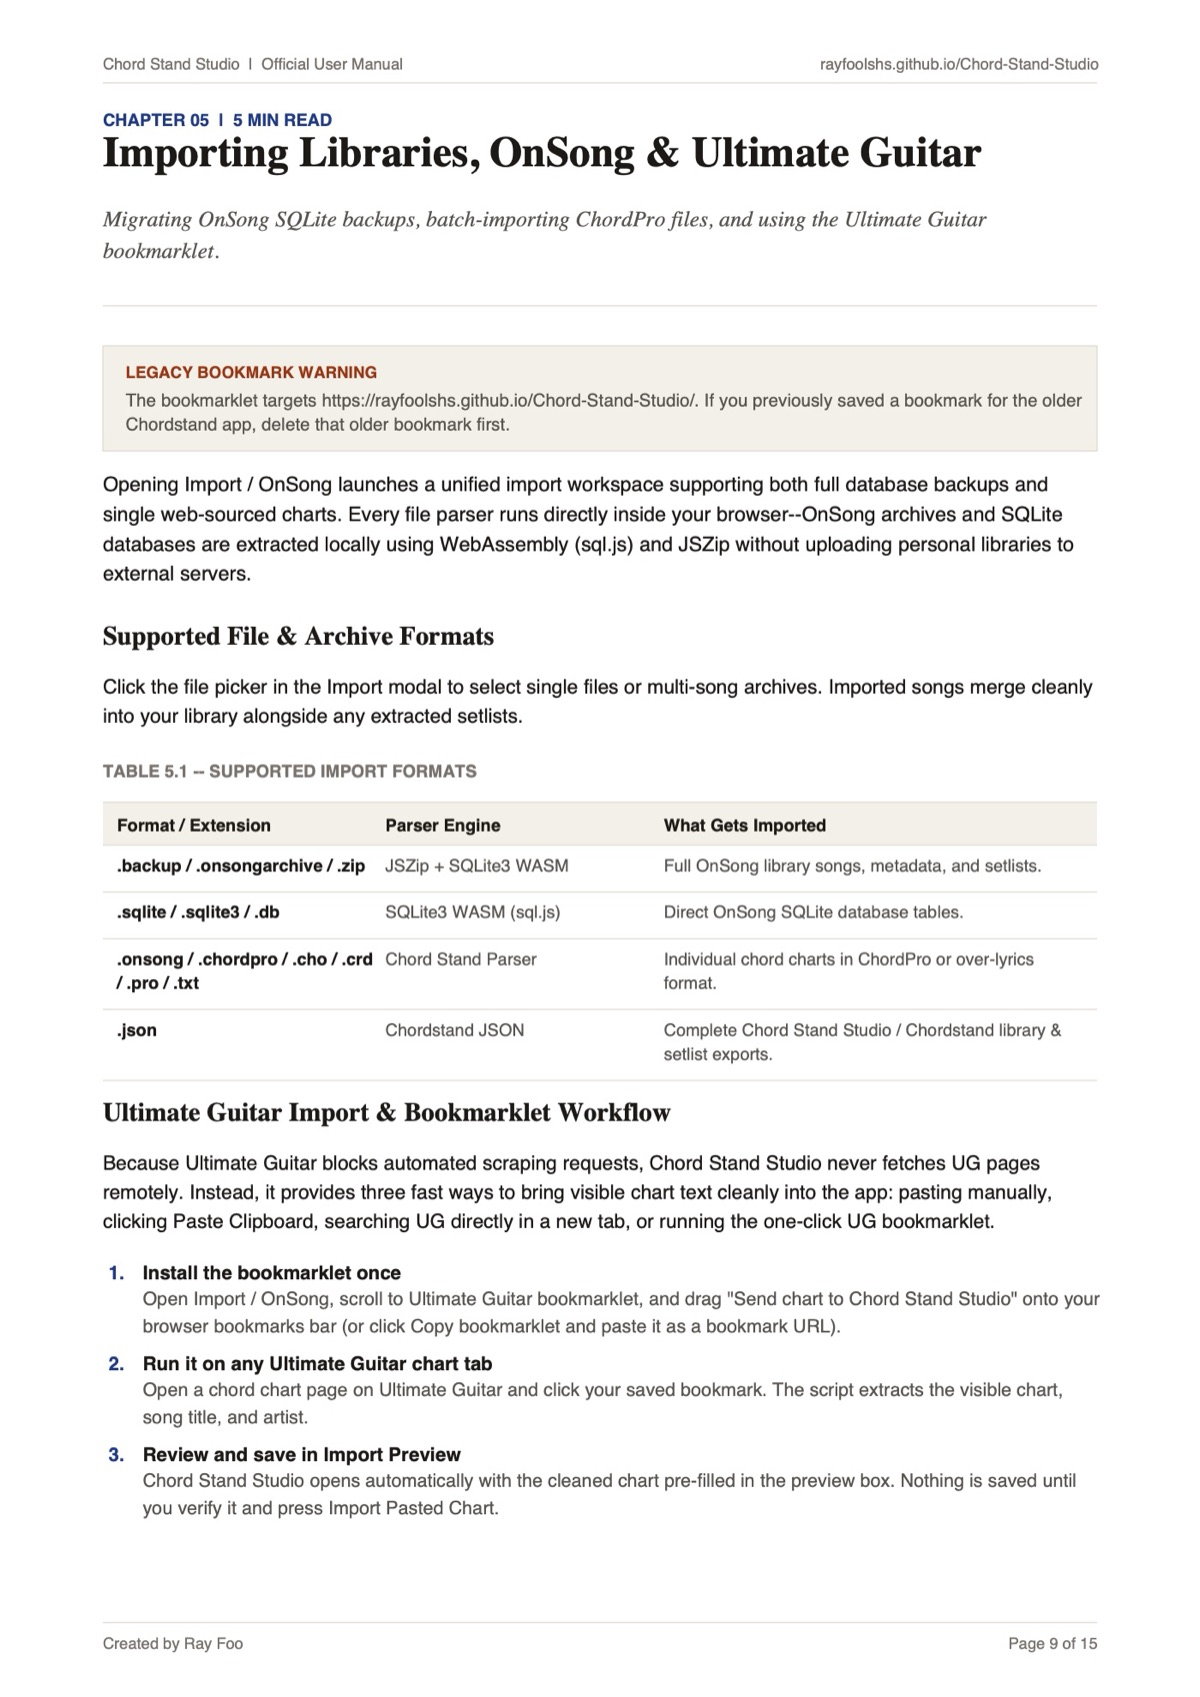 Chord Stand Studio | Official User Manual
rayfoolshs.github.io/Chord-Stand-Studio
CHAPTER 05 | 5 MIN READ
Importing Libraries, OnSong & Ultimate Guitar
Migrating OnSong SQLite backups, batch-importing ChordPro files, and using the Ultimate Guitar
bookmarklet.
LEGACY BOOKMARK WARNING
The bookmarklet targets https://rayfoolshs.github.io/Chord-Stand-Studio/. If you previously saved a bookmark for the older
Chordstand app, delete that older bookmark first.
Opening Import / OnSong launches a unified import workspace supporting both full database backups and
single web-sourced charts. Every file parser runs directly inside your browser--OnSong archives and SQLite
databases are extracted locally using WebAssembly (sql.js) and JSZip without uploading personal libraries to
external servers.
Supported File & Archive Formats
Click the file picker in the Import modal to select single files or multi-song archives. Imported songs merge cleanly
into your library alongside any extracted setlists.
TABLE 5.1 -- SUPPORTED IMPORT FORMATS
Format / Extension
Parser Engine
What Gets Imported
.backup / .onsongarchive / .zip
JSZip + SQLite3 WASM
Full OnSong library songs, metadata, and setlists.
.sqlite / .sqlite3 / .db
SQLite3 WASM (sql.js)
Direct OnSong SQLite database tables.
.onsong / .chordpro / .cho / .crd
/ .pro / .txt
Chord Stand Parser
Individual chord charts in ChordPro or over-lyrics
format.
.json
Chordstand JSON
Complete Chord Stand Studio / Chordstand library &
setlist exports.
Ultimate Guitar Import & Bookmarklet Workflow
Because Ultimate Guitar blocks automated scraping requests, Chord Stand Studio never fetches UG pages
remotely. Instead, it provides three fast ways to bring visible chart text cleanly into the app: pasting manually,
clicking Paste Clipboard, searching UG directly in a new tab, or running the one-click UG bookmarklet.
1. Install the bookmarklet once
Open Import / OnSong, scroll to Ultimate Guitar bookmarklet, and drag "Send chart to Chord Stand Studio" onto your
browser bookmarks bar (or click Copy bookmarklet and paste it as a bookmark URL).
2. Run it on any Ultimate Guitar chart tab
Open a chord chart page on Ultimate Guitar and click your saved bookmark. The script extracts the visible chart,
song title, and artist.
3. Review and save in Import Preview
Chord Stand Studio opens automatically with the cleaned chart pre-filled in the preview box. Nothing is saved until
you verify it and press Import Pasted Chart.
Created by Ray Foo
Page 9 of 15